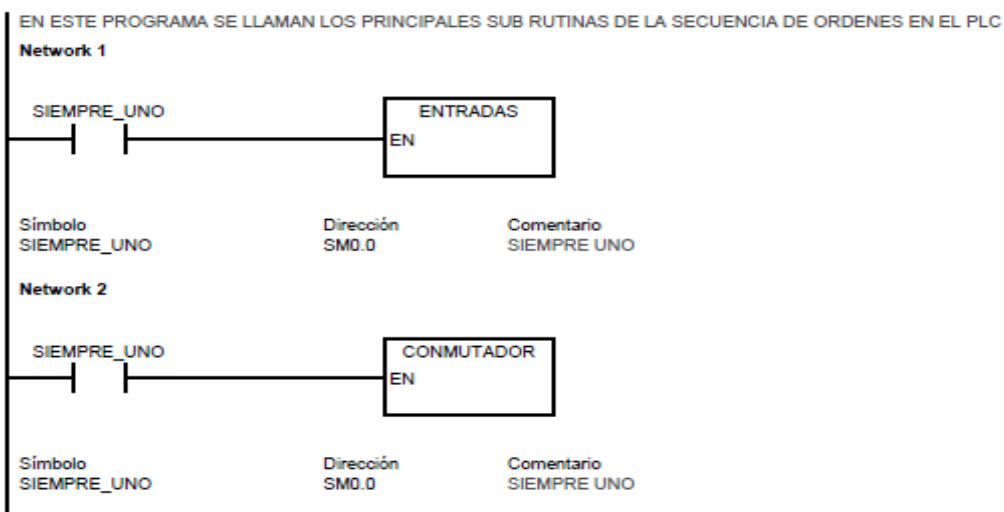 EN ESTE PROGRAMA SE LLAMAN LOS PRINCIPALES SUB RUTINAS DE LA SECUENCIA DE ORDENES EN EL PLC
Network 1
SIEMPRE_UNO
ENTRADAS
EN
Símbolo Dirección Comentario
SIEMPRE_UNO SM0.0 SIEMPRE UNO
Network 2
SIEMPRE_UNO
CONMUTADOR
EN
Símbolo Dirección Comentario
SIEMPRE_UNO SM0.0 SIEMPRE UNO